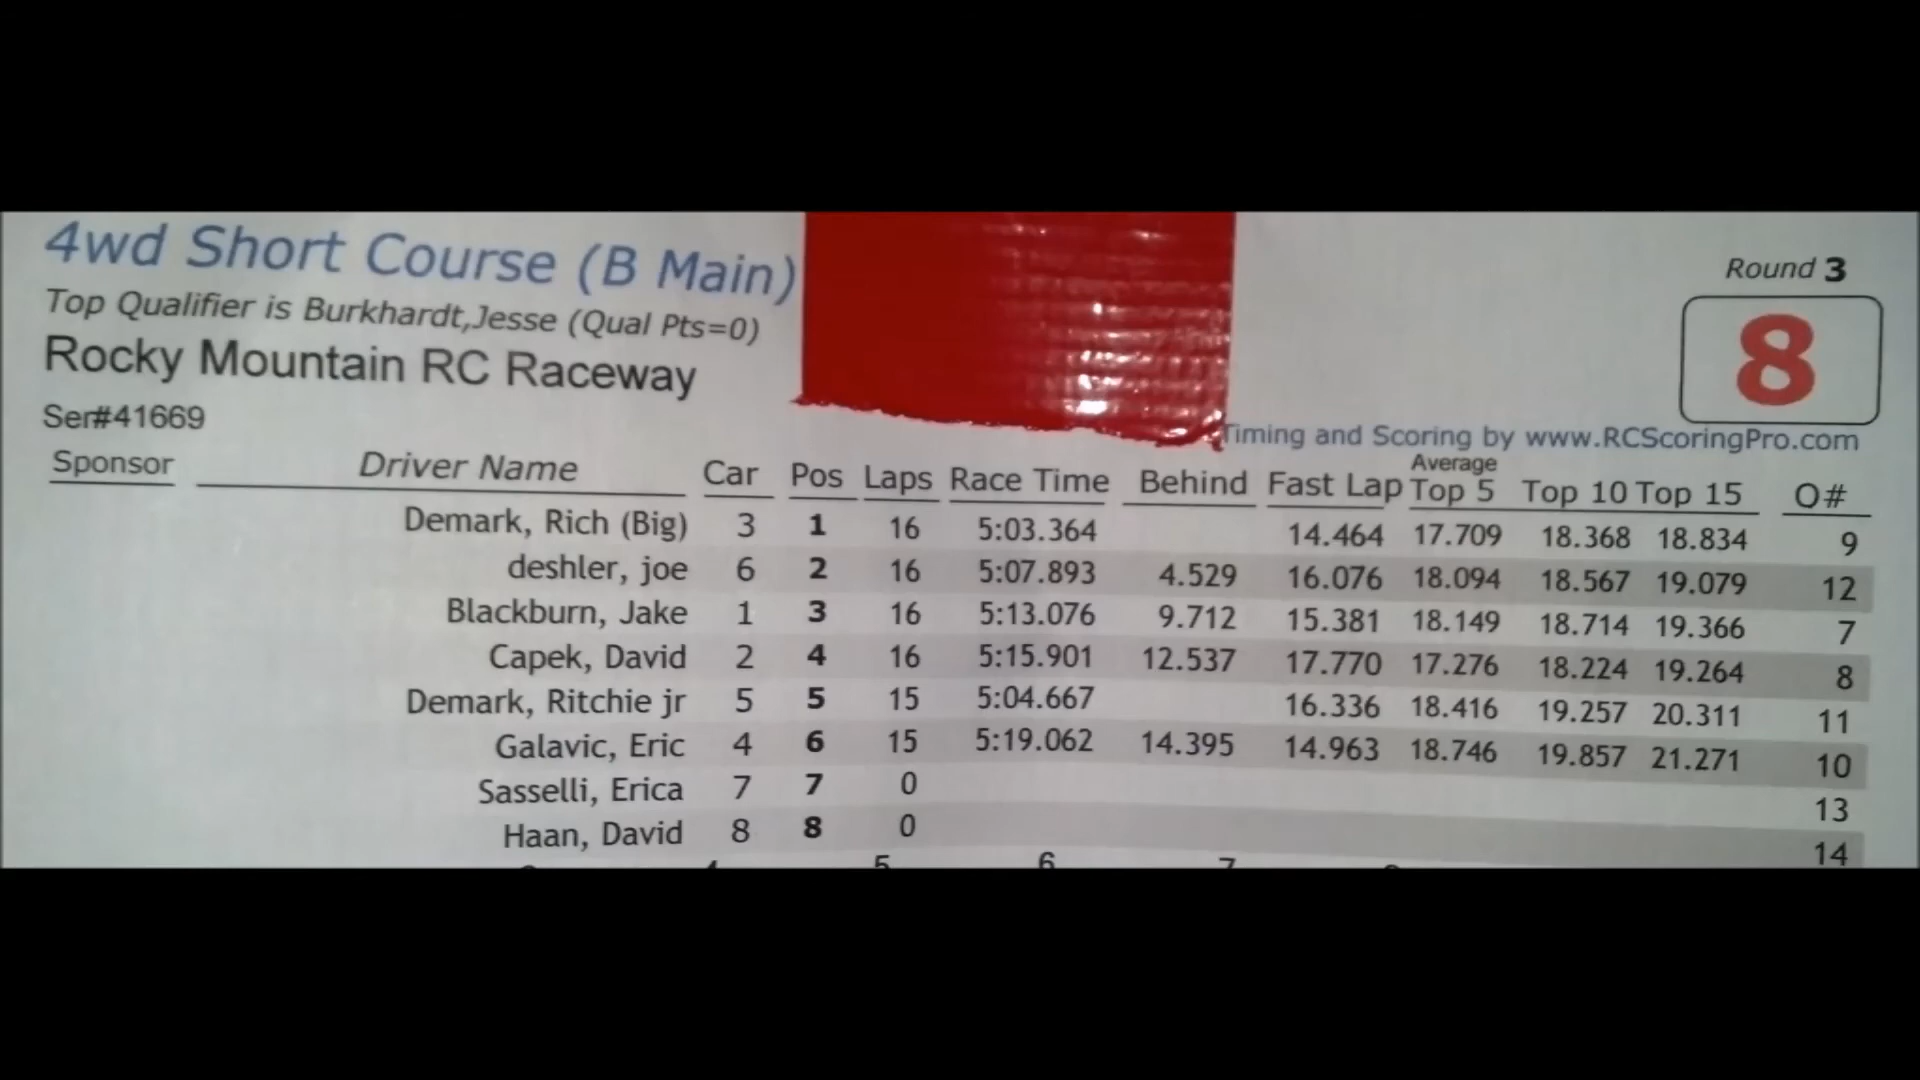 4wd Short Course (B Main)
Round 3
Top Qualifier is Burkhardt,Jesse (Qual Pts=0)
8
Rocky Mountain RC Raceway
Ser#41669
Timing and Scoring by www.RCScoringPro.com
Sponsor Driver Name Car Pos Laps Race Time Behind Fast Lap Average Top 5 Top 10 Top 15 Q#
Demark, Rich (Big) 3 1 16 5:03.364 14.464 17.709 18.368 18.834 9
deshler, joe 6 2 16 5:07.893 4.529 16.076 18.094 18.567 19.079 12
Blackburn, Jake 1 3 16 5:13.076 9.712 15.381 18.149 18.714 19.366 7
Capek, David 2 4 16 5:15.901 12.537 17.770 17.276 18.224 19.264 8
Demark, Ritchie jr 5 5 15 5:04.667 16.336 18.416 19.257 20.311 11
Galavic, Eric 4 6 15 5:19.062 14.395 14.963 18.746 19.857 21.271 10
Sasselli, Erica 7 7 0 13
Haan, David 8 8 0 14
4 5 6 7